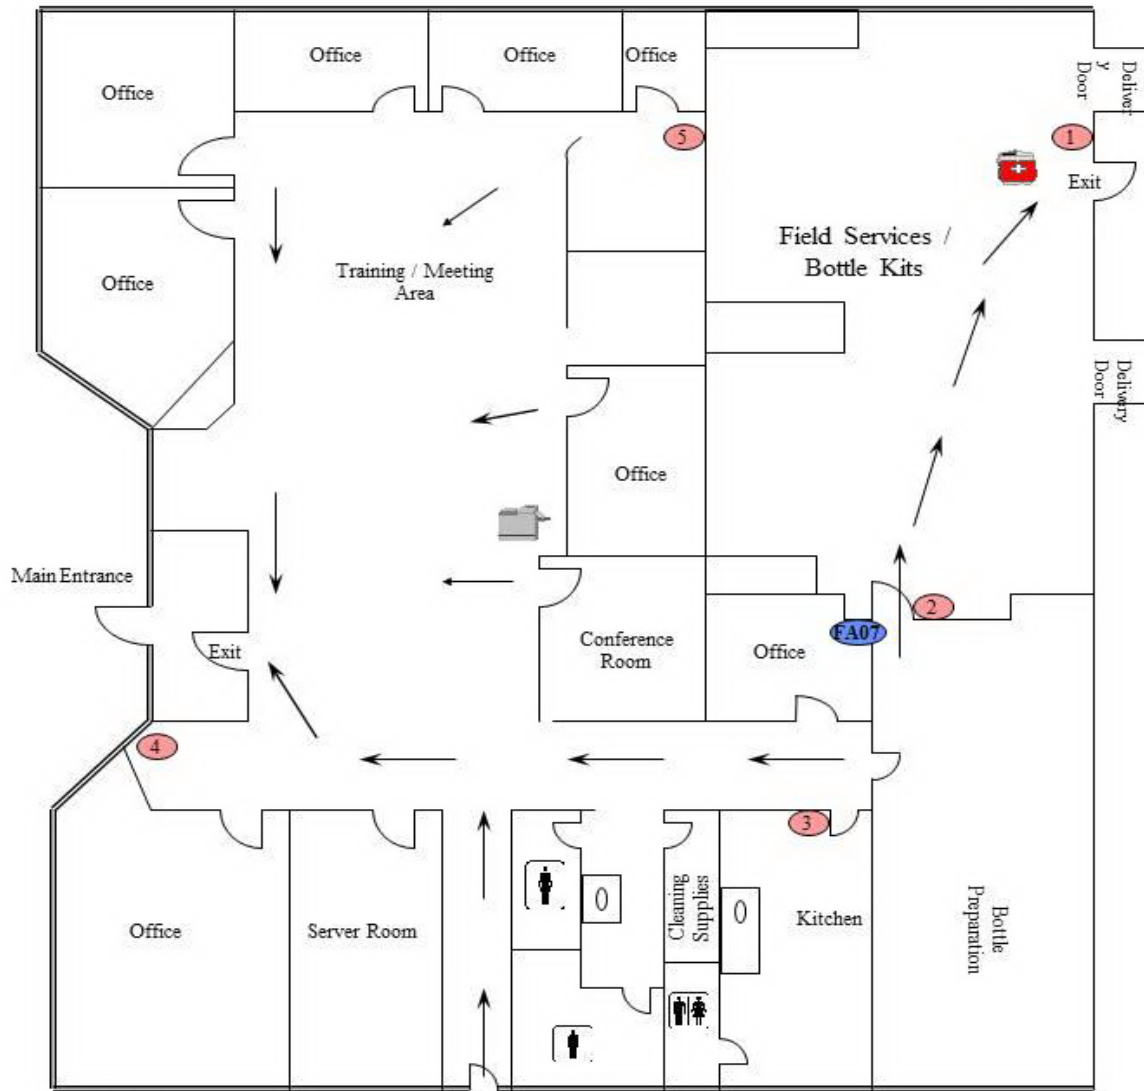 Office
Office
Office
Office
Deliver
y
Door
1
5
Exit
Field Services /
Bottle Kits
Training / Meeting
Area
Office
Delivery
Door
Office
Main Entrance
2
FA07
Conference
Room
Office
Exit
4
3
Office
Server Room
Cleaning
Supplies
Kitchen
Bottle
Preparation